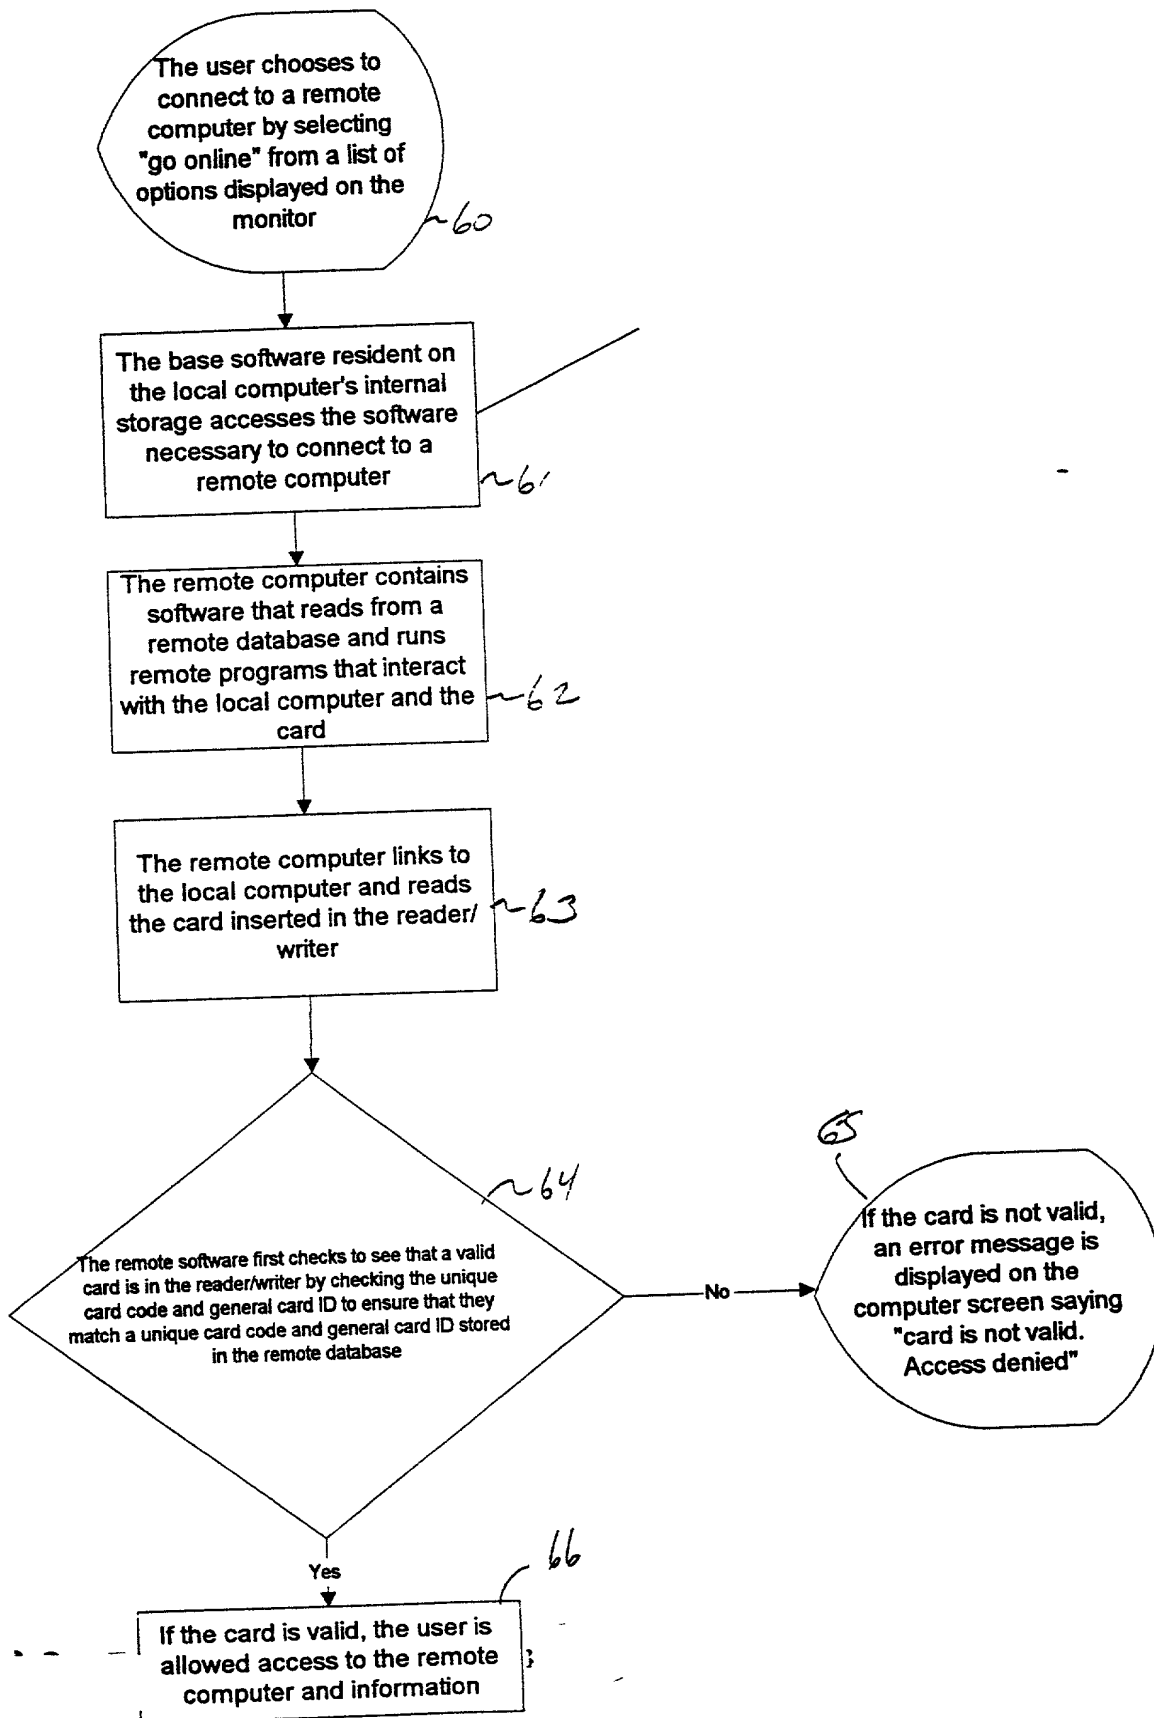 The user chooses to
connect to a remote
computer by selecting
"go online" from a list of
options displayed on the
monitor
~60
The base software resident on
the local computer's internal
storage accesses the software
necessary to connect to a
remote computer
~61
The remote computer contains
software that reads from a
remote database and runs
remote programs that interact
with the local computer and the
card
~62
The remote computer links to
the local computer and reads
the card inserted in the reader/
writer
~63
~64
The remote software first checks to see that a valid
card is in the reader/writer by checking the unique
card code and general card ID to ensure that they
match a unique card code and general card ID stored
in the remote database
No
65
If the card is not valid,
an error message is
displayed on the
computer screen saying
"card is not valid.
Access denied"
Yes
66
If the card is valid, the user is
allowed access to the remote
computer and information